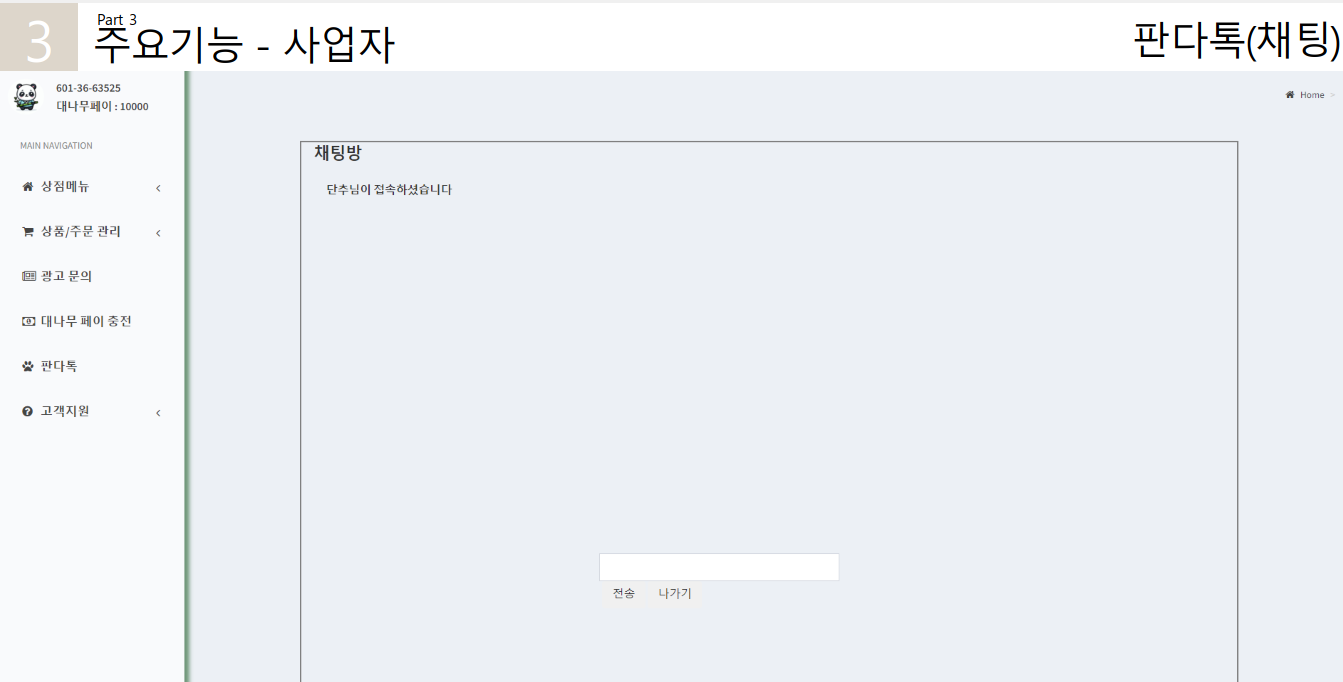 3
Part 3
주요기능 - 사업자
판다톡(채팅)
601-36-63525
대나무페이 : 10000
Home >
MAIN NAVIGATION
상점메뉴
상품/주문 관리
광고 문의
대나무 페이 충전
판다톡
고객지원
채팅방
단추님이 접속하셨습니다
전송 나가기